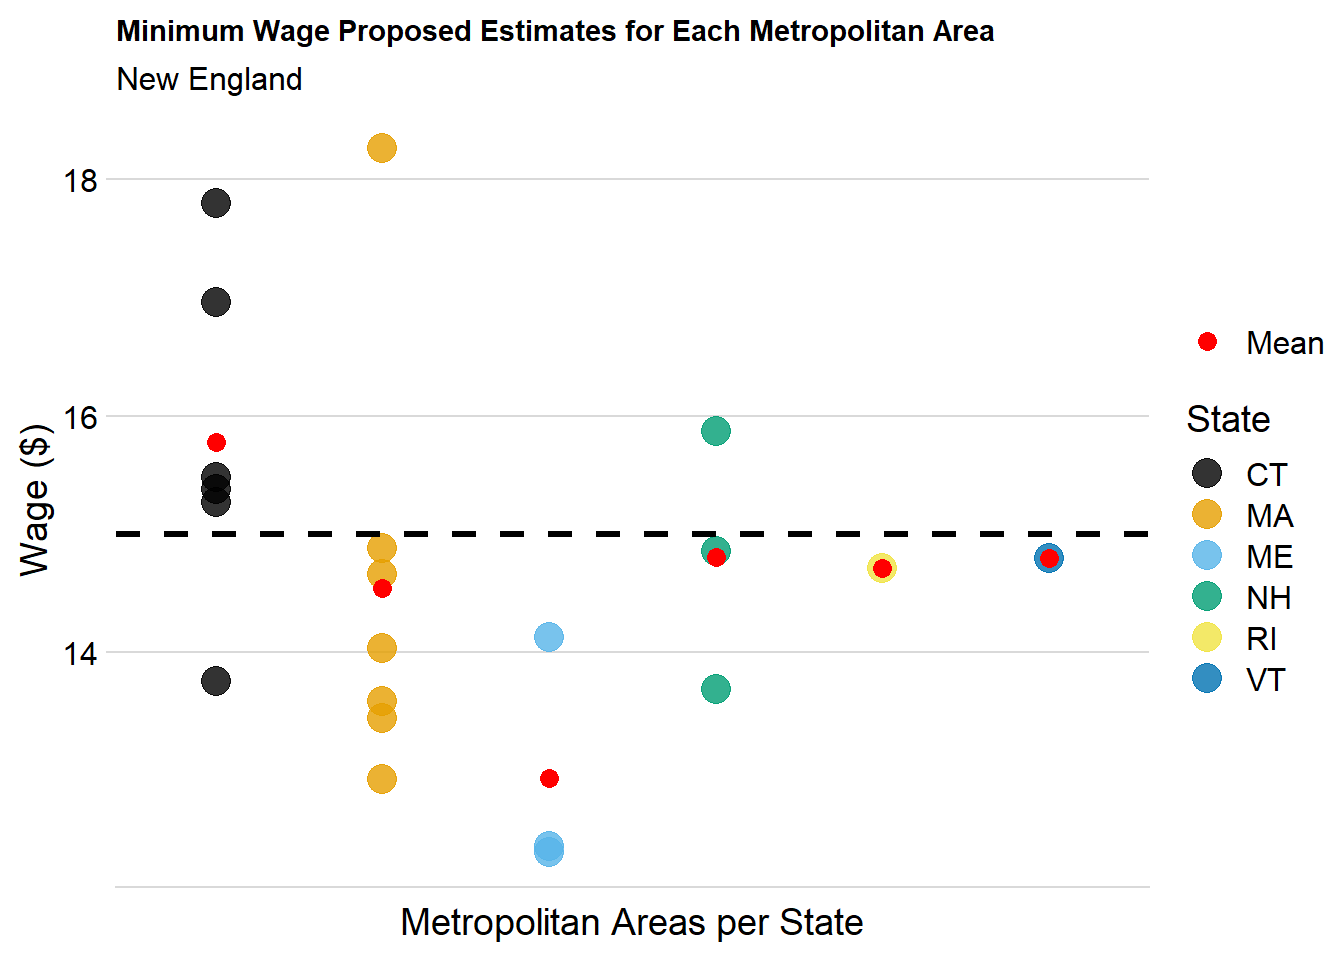 Minimum Wage Proposed Estimates for Each Metropolitan Area
New England
18
16
14
Wage ($)
Metropolitan Areas per State
Mean
State
CT
MA
ME
NH
RI
VT